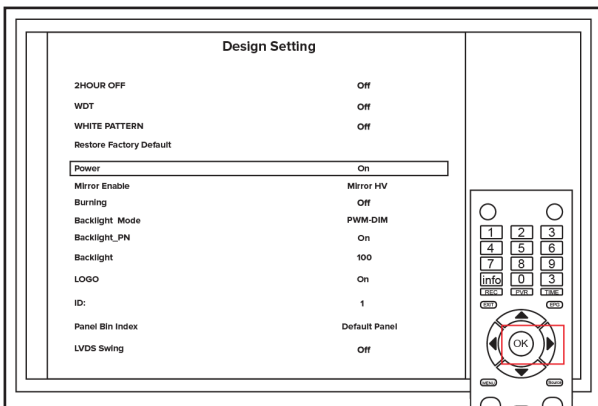 Design Setting
2HOUR OFF Off
WDT Off
WHITE PATTERN Off
Restore Factory Default
Power On
Mirror Enable Mirror HV
Burning Off
Backlight Mode PWM-DIM
Backlight_PN On
Backlight 100
LOGO On
ID: 1
Panel Bin Index Default Panel
LVDS Swing Off
1 2 3
4 5 6
7 8 9
info 0 3
REC PVR TIME
EXIT EPG
OK
MENU Source